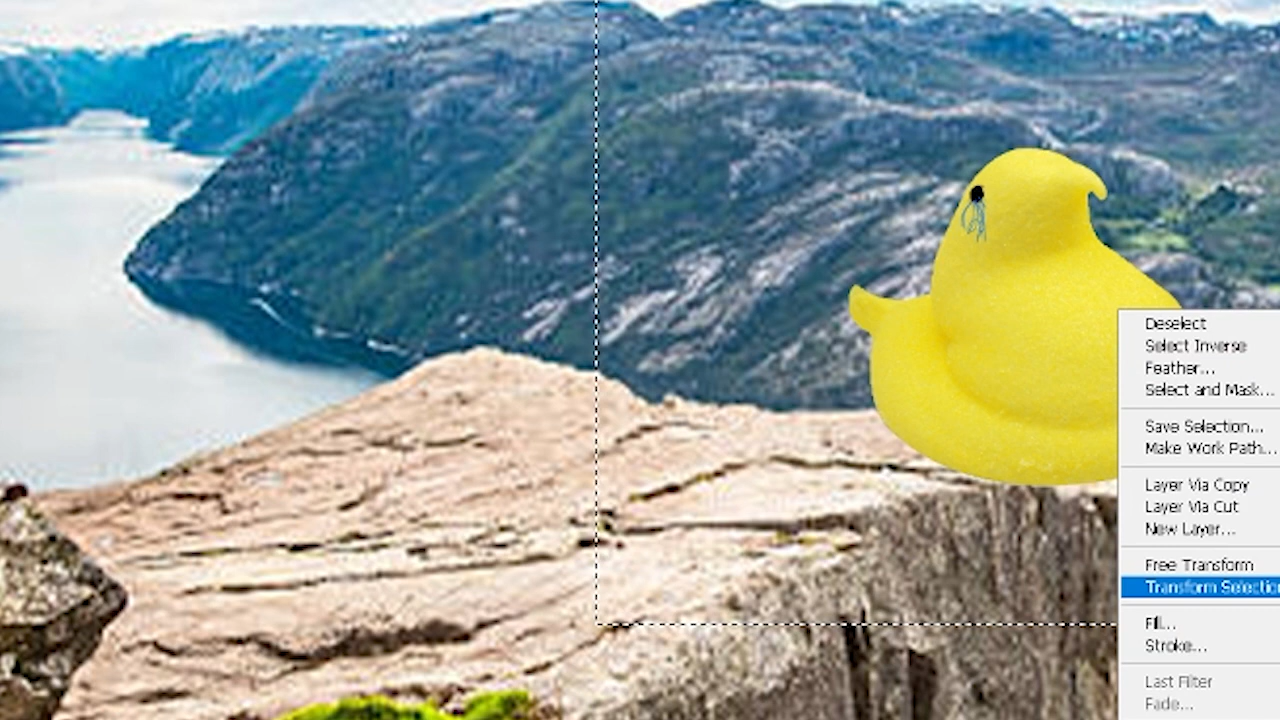 Deselect
Select Inverse
Feather...
Select and Mask...
Save Selection...
Make Work Path...
Layer Via Copy
Layer Via Cut
New Layer...
Free Transform
Transform Selectio
Fill...
Stroke...
Last Filter
Fade...